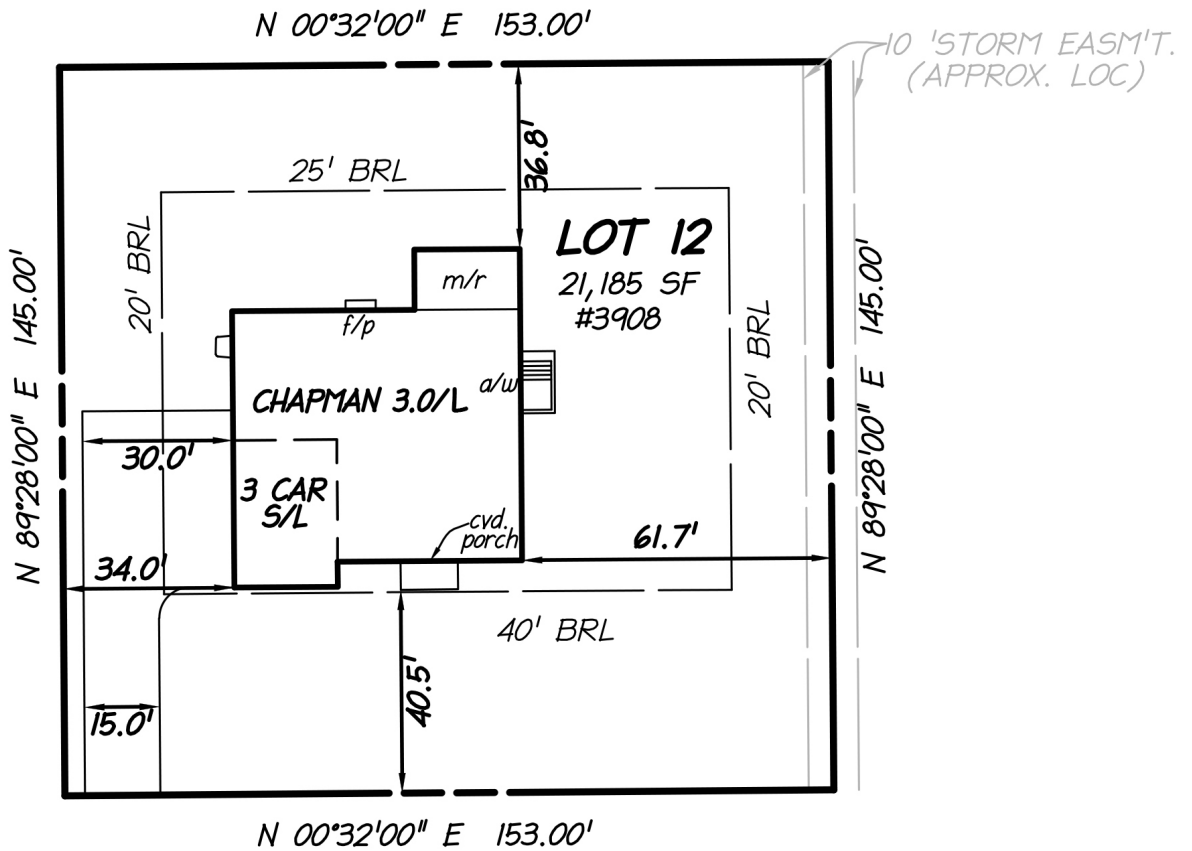 N 00°32'00" E 153.00'
10 'STORM EASM'T.
(APPROX. LOC)
25' BRL
36.8'
20' BRL
LOT 12
21,185 SF
#3908
m/r
f/p
N 89°28'00" E 145.00'
N 89°28'00" E 145.00'
20' BRL
a/w
CHAPMAN 3.0/L
30.0'
3 CAR
S/L
cvd.
porch
61.7'
34.0'
40' BRL
40.5'
15.0'
N 00°32'00" E 153.00'